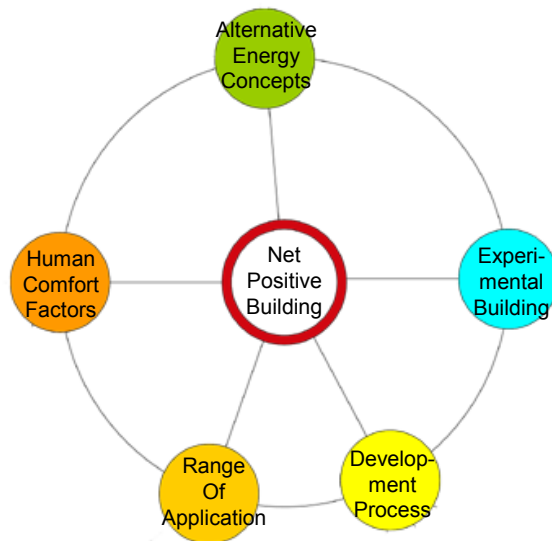 Alternative
Energy
Concepts
Human
Comfort
Factors
Net
Positive
Building
Experi-
mental
Building
Range
Of
Application
Develop-
ment
Process